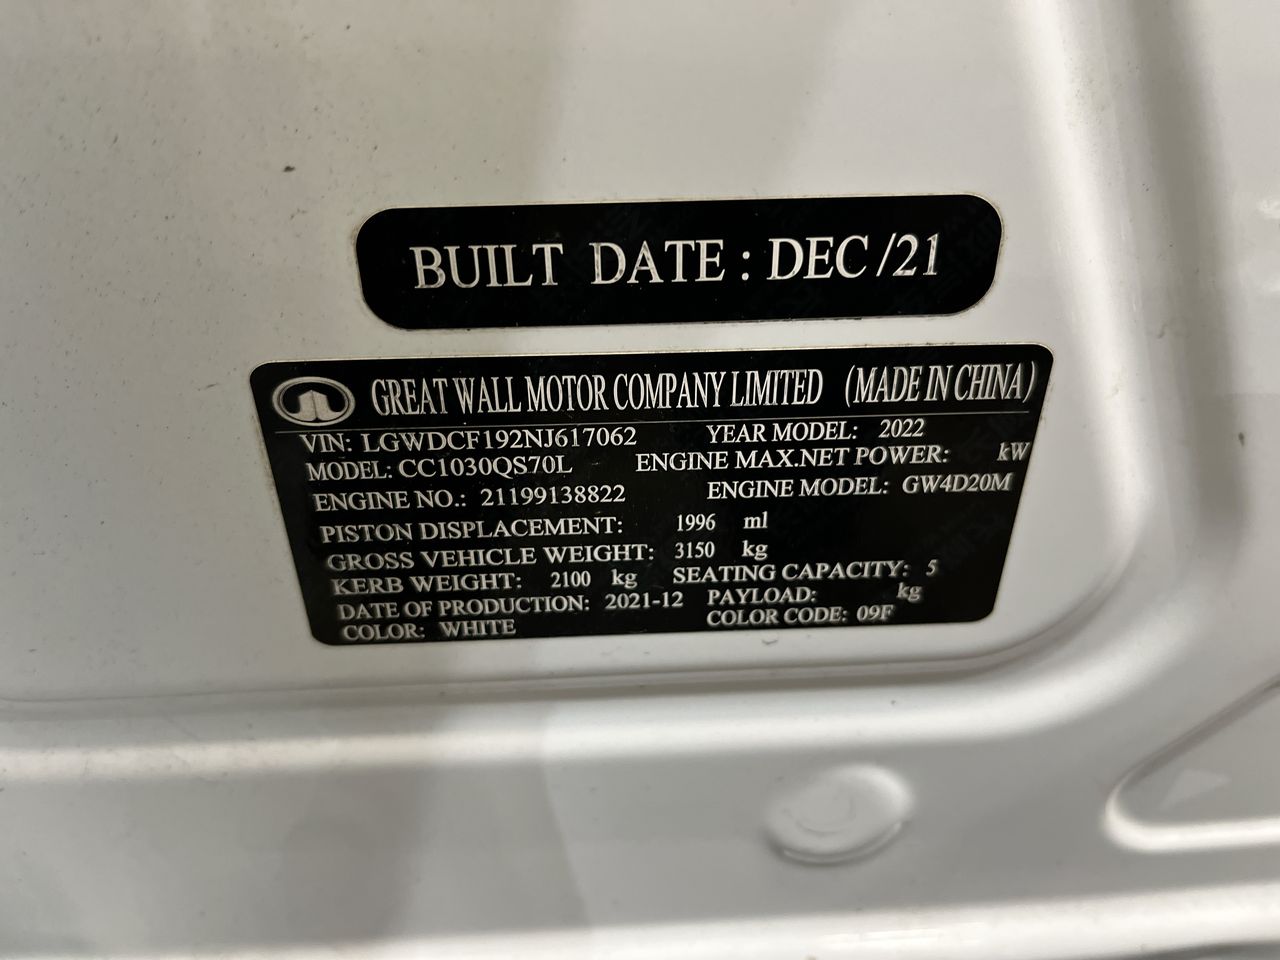 BUILT DATE : DEC /21
GREAT WALL MOTOR COMPANY LIMITED (MADE IN CHINA)
VIN: LGWDCF192NJ617062 YEAR MODEL: 2022
MODEL: CC1030QS70L ENGINE MAX.NET POWER: kW
ENGINE NO.: 21199138822 ENGINE MODEL: GW4D20M
PISTON DISPLACEMENT: 1996 ml
GROSS VEHICLE WEIGHT: 3150 kg
KERB WEIGHT: 2100 kg SEATING CAPACITY: 5
DATE OF PRODUCTION: 2021-12 PAYLOAD: kg
COLOR: WHITE COLOR CODE: 09F